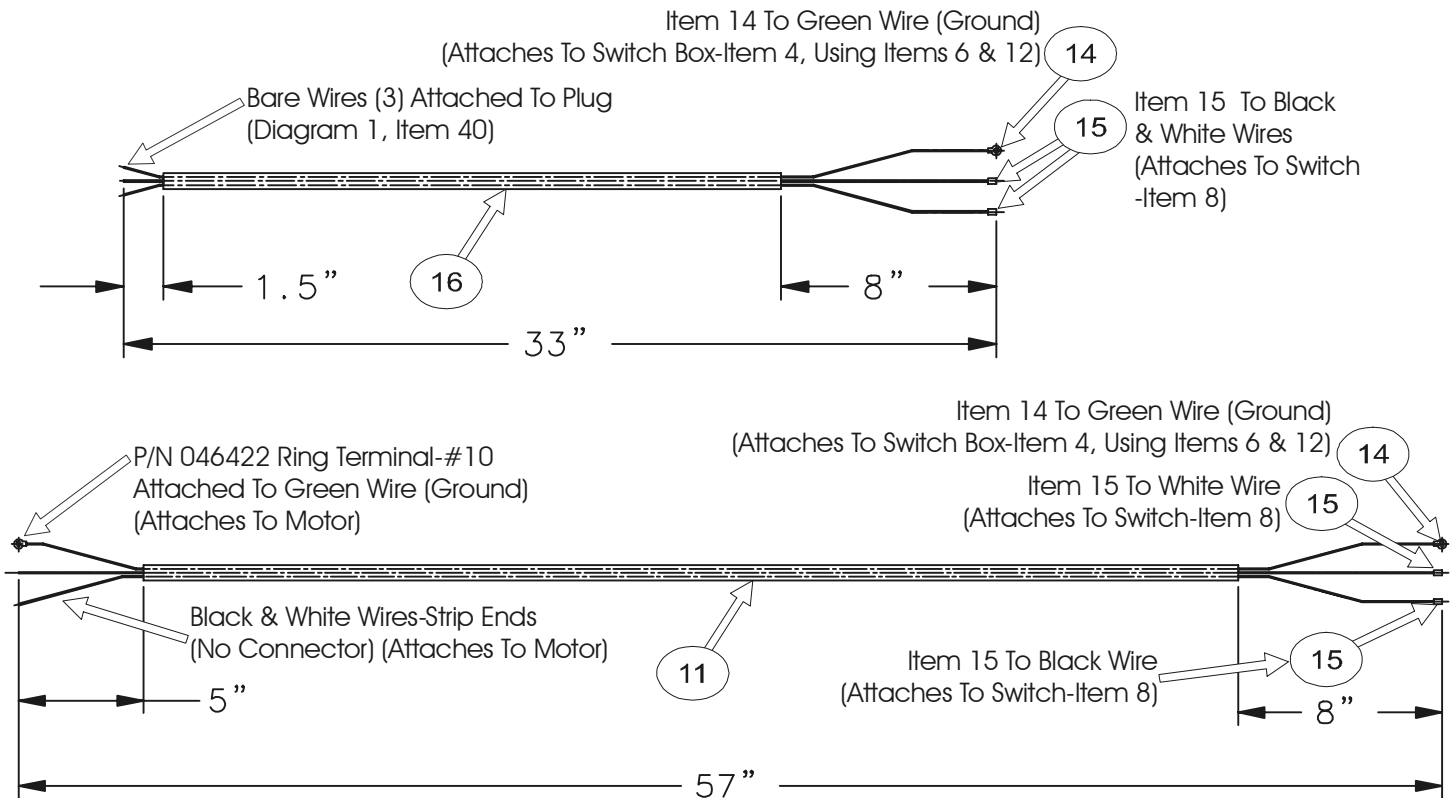 Item 14 To Green Wire (Ground)
(Attaches To Switch Box-Item 4, Using Items 6 & 12)
14
Bare Wires (3) Attached To Plug
(Diagram 1, Item 40)
Item 15 To Black
& White Wires
(Attaches To Switch
-Item 8)
15
16
1.5”
8”
33”
Item 14 To Green Wire (Ground)
(Attaches To Switch Box-Item 4, Using Items 6 & 12)
14
P/N 046422 Ring Terminal-#10
Attached To Green Wire (Ground)
(Attaches To Motor)
Item 15 To White Wire
(Attaches To Switch-Item 8)
15
Black & White Wires-Strip Ends
(No Connector) (Attaches To Motor)
11
Item 15 To Black Wire
(Attaches To Switch-Item 8)
15
5”
8”
57”